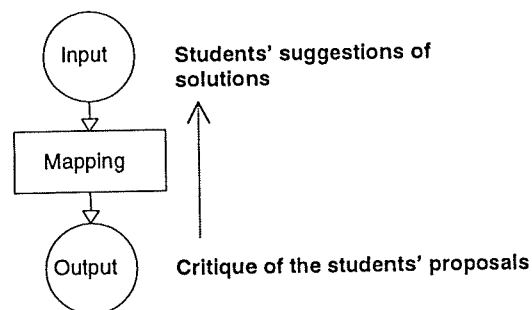 Input
Students' suggestions of
solutions
Mapping
Output
Critique of the students' proposals